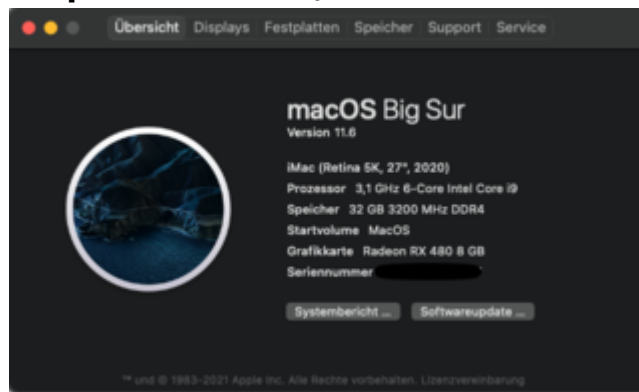 Übersicht Displays Festplatten Speicher Support Service
macOS Big Sur
Version 11.6
iMac (Retina 5K, 27", 2020)
Prozessor 3,1 GHz 6-Core Intel Core i9
Speicher 32 GB 3200 MHz DDR4
Startvolume MacOS
Grafikkarte Radeon RX 480 8 GB
Seriennummer
Systembericht ... Softwareupdate ...
™ und © 1983-2021 Apple Inc. Alle Rechte vorbehalten. Lizenzvereinbarung